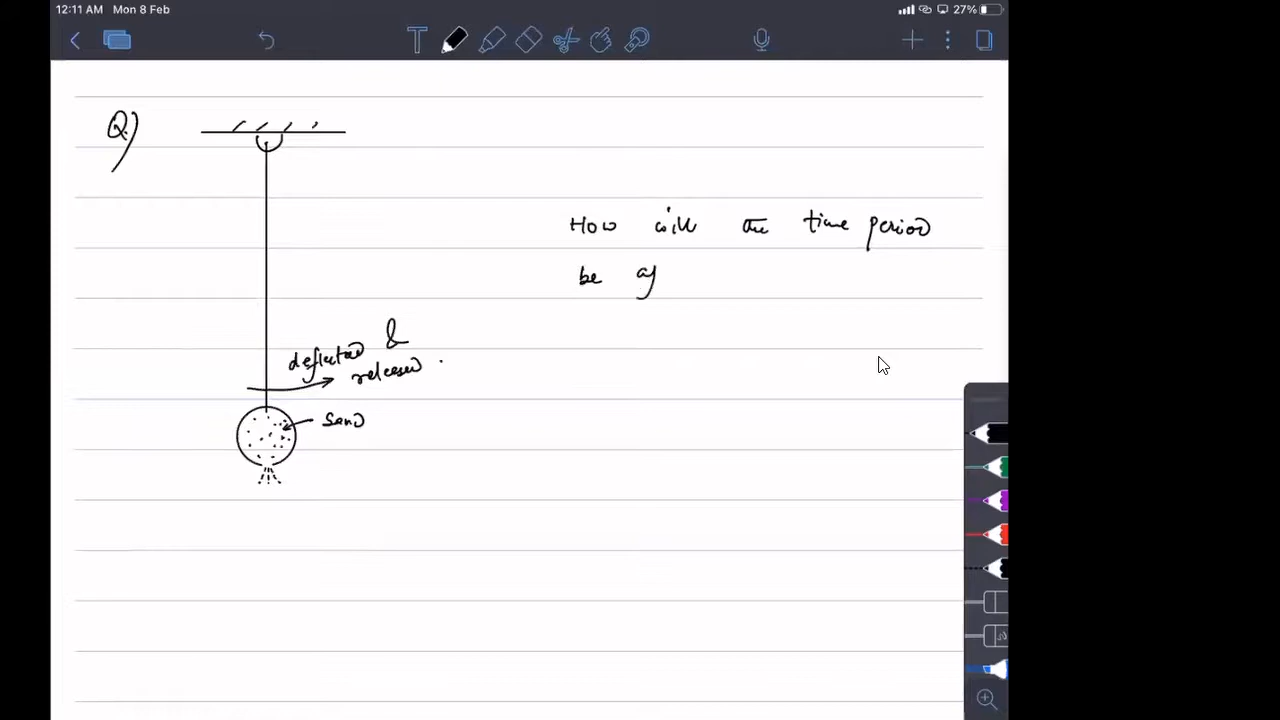 12:11 AM Mon 8 Feb
27%
T
Q)
How will the time period
be af
deflected &
released .
Sand